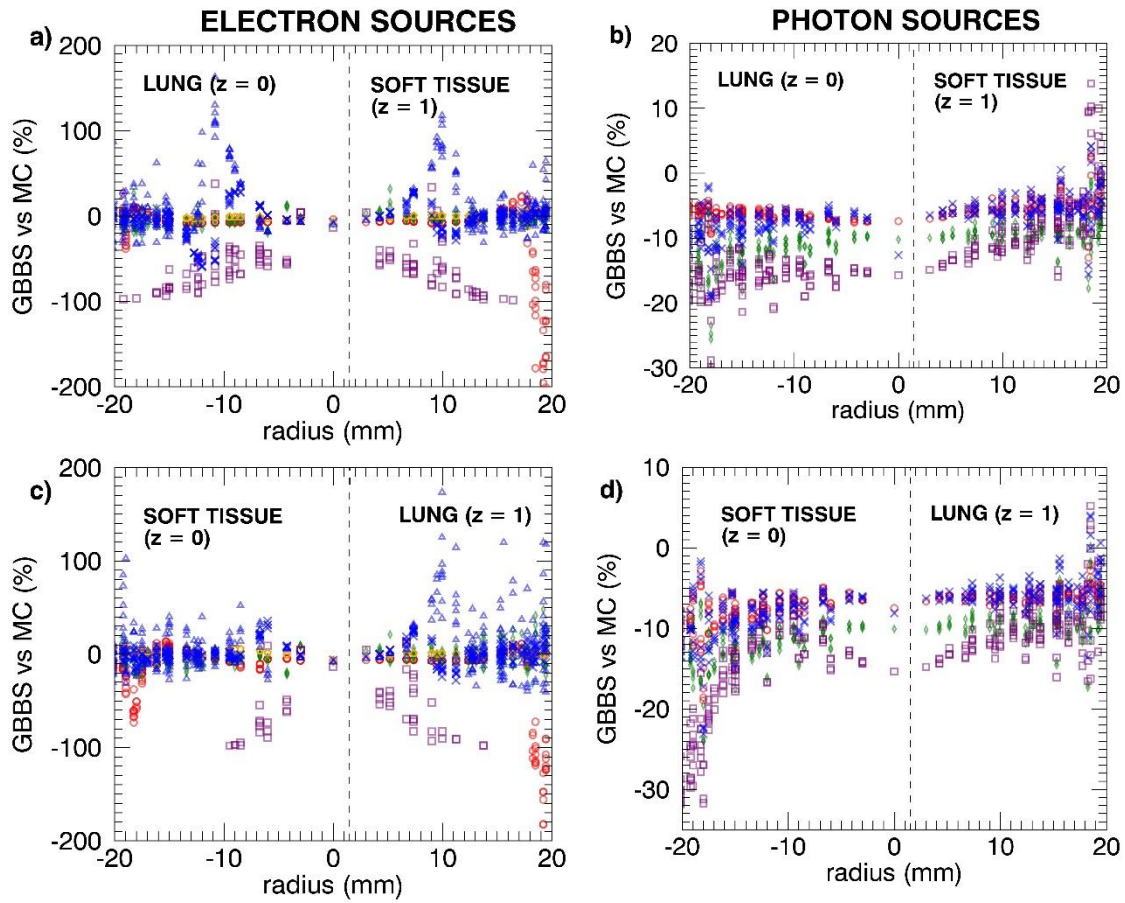 ELECTRON SOURCES
PHOTON SOURCES
a)
200
100
0
-100
-200
GBBS vs MC (%)
LUNG (z = 0)
SOFT TISSUE
(z = 1)
-20 -10 0 10 20
radius (mm)
b)
20
10
0
-10
-20
-30
GBBS vs MC (%)
LUNG (z = 0)
SOFT TISSUE
(z = 1)
-20 -10 0 10 20
radius (mm)
c)
200
100
0
-100
-200
GBBS vs MC (%)
SOFT TISSUE
(z = 0)
LUNG (z = 1)
-20 -10 0 10 20
radius (mm)
d)
10
0
-10
-20
-30
GBBS vs MC (%)
SOFT TISSUE
(z = 0)
LUNG (z = 1)
-20 -10 0 10 20
radius (mm)